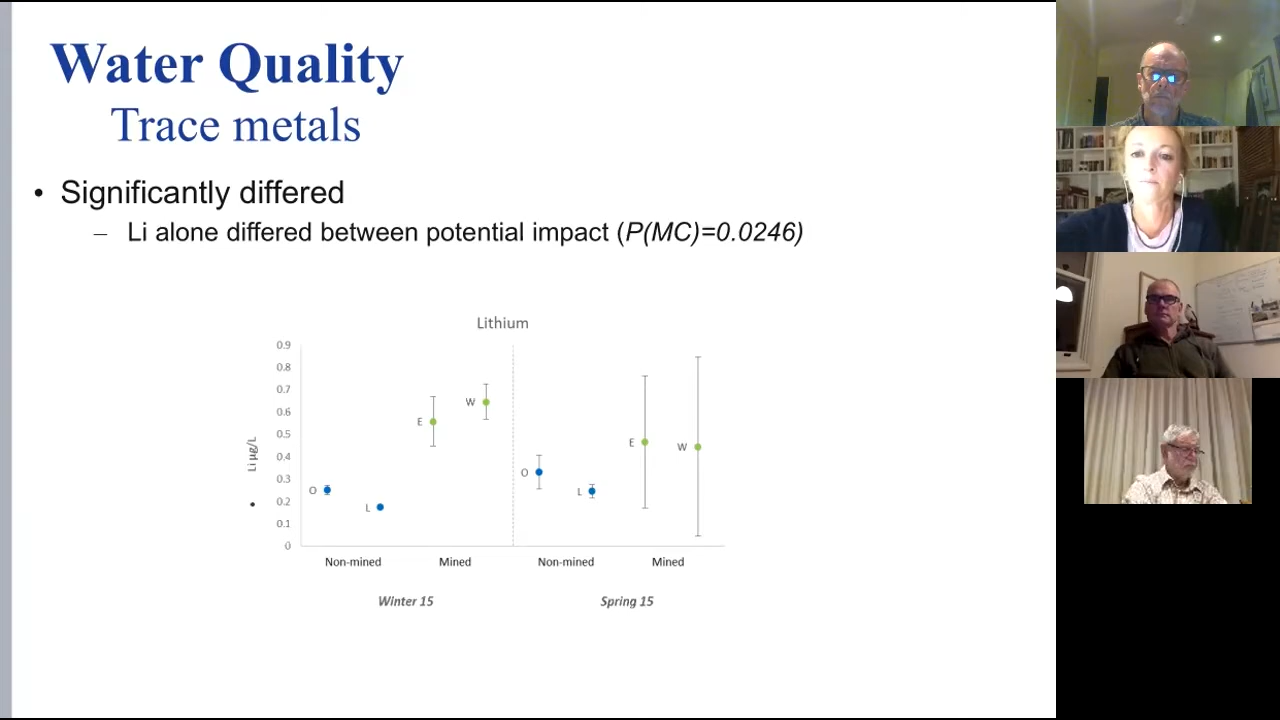 Water Quality
Trace metals
• Significantly differed
– Li alone differed between potential impact (P(MC)=0.0246)
Lithium
0.9
0.8
0.7
0.6
0.5
0.4
0.3
0.2
0.1
0
Li µg/L
•
O
L
E
W
O
L
E
W
Non-mined
Mined
Non-mined
Mined
Winter 15
Spring 15